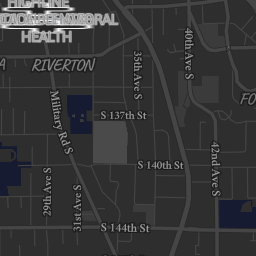 HIGHLINE
HEALTH
RIVERTON
35th Ave S
40th Ave S
S 137th St
Military Rd S
S 140th St
29th Ave S
31st Ave S
42nd Ave S
S 144th St